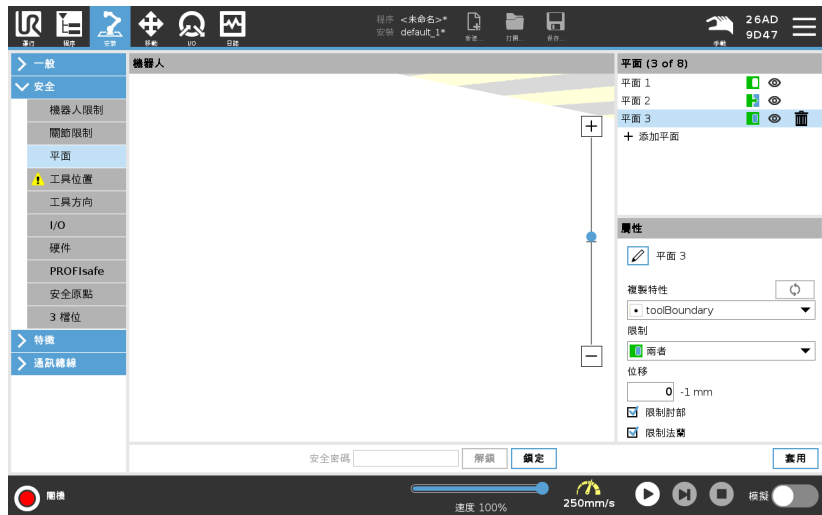 UR
運行
程序
安裝
移動
I/O
日誌
程序 <未命名>*
安裝 default_1*
新建...
打開...
保存...
手動
26AD
9D47
一般
安全
機器人限制
關節限制
平面
工具位置
工具方向
I/O
硬件
PROFIsafe
安全原點
3 檔位
特徵
通訊總線
機器人
平面 (3 of 8)
平面 1
平面 2
平面 3
添加平面
屬性
平面 3
複製特性
toolBoundary
限制
兩者
位移
0 -1 mm
限制肘部
限制法蘭
安全密碼
解鎖
鎖定
套用
關機
速度 100%
250mm/s
模擬